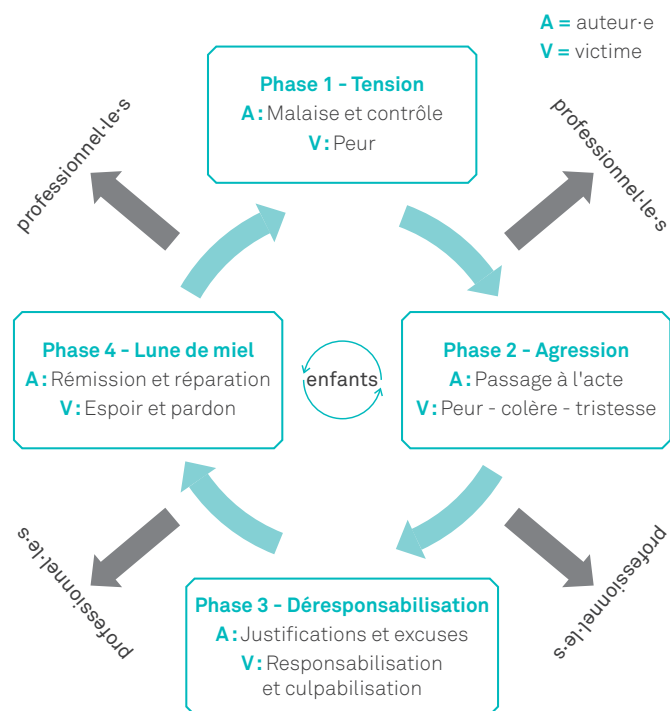 A = auteur·e
V = victime
Phase 1 - Tension
A : Malaise et contrôle
V : Peur
professionnel·le·s
professionnel·le·s
Phase 4 - Lune de miel
A : Rémission et réparation
V : Espoir et pardon
enfants
Phase 2 - Agression
A : Passage à l'acte
V : Peur - colère - tristesse
professionnel·le·s
professionnel·le·s
Phase 3 - Déresponsabilisation
A : Justifications et excuses
V : Responsabilisation
et culpabilisation